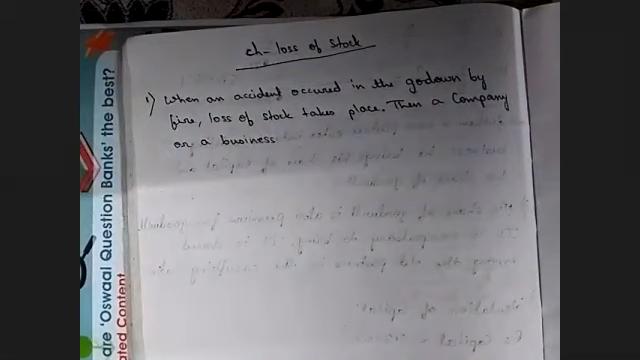 ch- loss of stock
1) When an accident occured in the godown by
fire, loss of stock takes place. Then a Company
or a business
are 'Oswaal Question Banks' the best?
ated Content